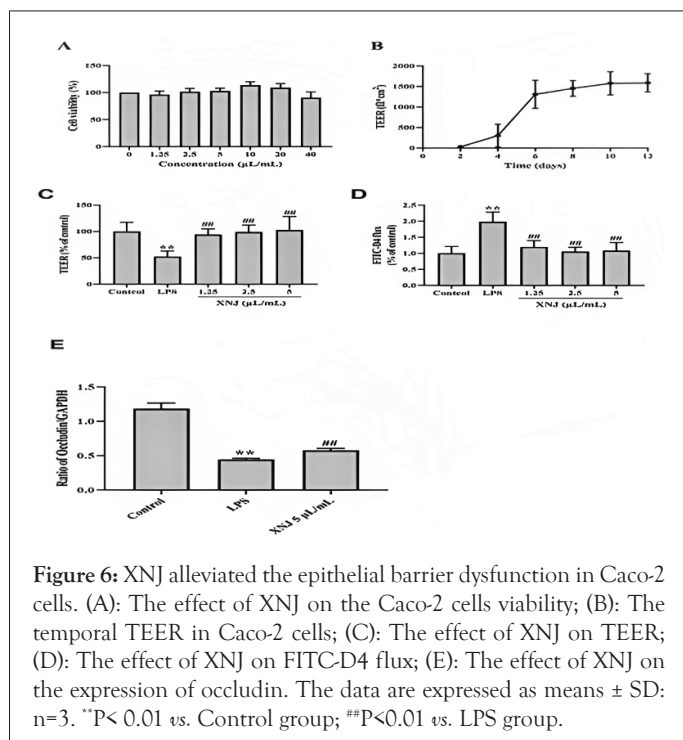 A
Cell viability (%)
150
100
50
0
0 1.25 2.5 5 10 20 40
Concentration (µL/mL)
B
TEER (Ω*cm²)
2000
1500
1000
500
0
0 2 4 6 8 10 12
Time (days)
C
TEER (% of control)
150
100
50
0
** ## ## ##
Control LPS 1.25 2.5 5
XNJ (µL/mL)
D
FITC-D4 flux
(% of control)
2.5
2.0
1.5
1.0
0.5
0.0
** ## ## ##
Control LPS 1.25 2.5 5
XNJ (µL/mL)
E
Ratio of Occludin/GAPDH
1.5
1.0
0.5
0.0
** ##
Control LPS XNJ 5 µL/mL
Figure 6: XNJ alleviated the epithelial barrier dysfunction in Caco-2
cells. (A): The effect of XNJ on the Caco-2 cells viability; (B): The
temporal TEER in Caco-2 cells; (C): The effect of XNJ on TEER;
(D): The effect of XNJ on FITC-D4 flux; (E): The effect of XNJ on
the expression of occludin. The data are expressed as means ± SD:
n=3. **P< 0.01 vs. Control group; ##P<0.01 vs. LPS group.